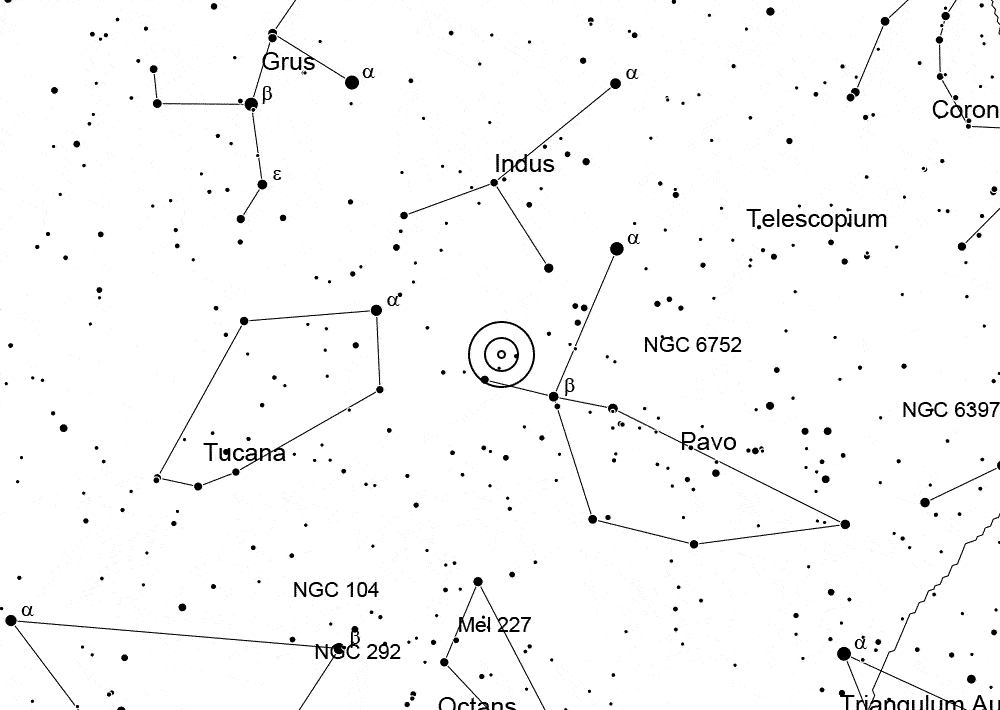 Grus
α
β
α
Coron
Indus
ε
Telescopium
α
α
NGC 6752
β
NGC 6397
Pavo
Tucana
NGC 104
α
Mel 227
β
NGC 292
α
Octans
Triangulum Au